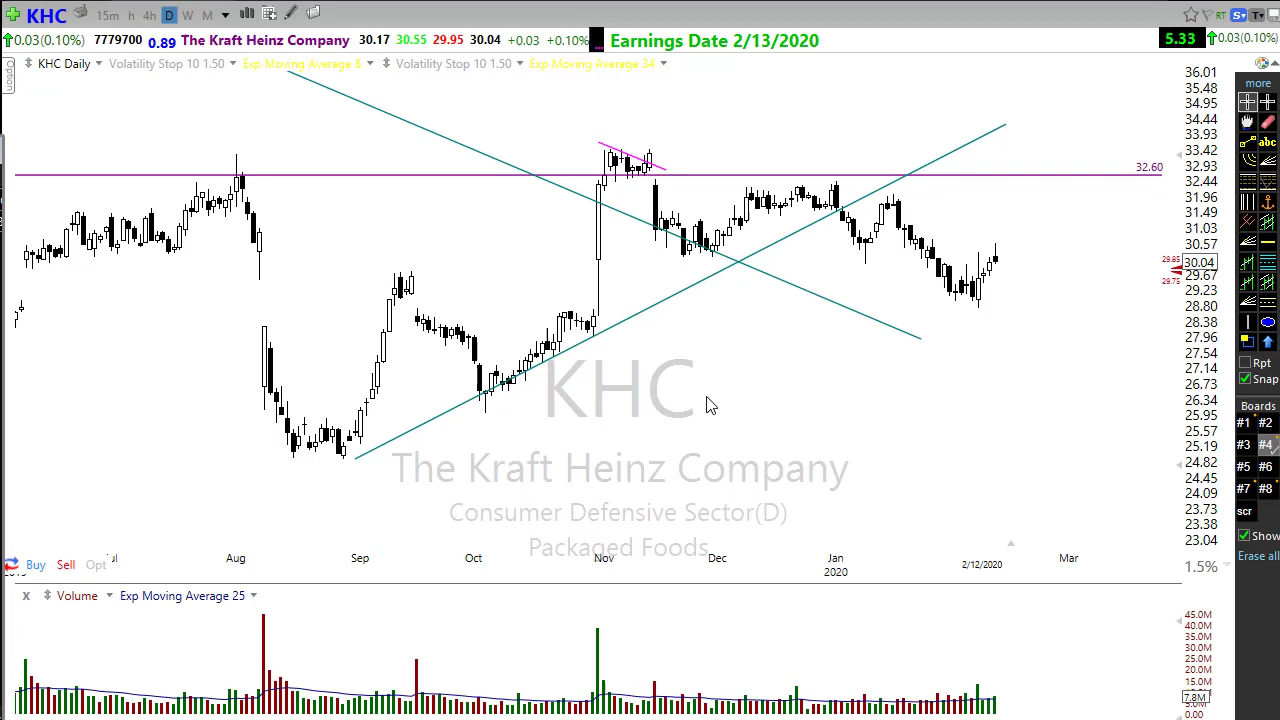 KHC 15m h 4h D W M RT S T
0.03(0.10%) 7779700 0.89 The Kraft Heinz Company 30.17 30.55 29.95 30.04 +0.03 +0.10% Earnings Date 2/13/2020 5.33 0.03(0.10%)
Option KHC Daily Volatility Stop 10 1.50 Exp Moving Average 8 Volatility Stop 10 1.50 Exp Moving Average 34
36.01
35.48
34.95
34.44
33.93
33.42
32.93
32.60
32.44
31.96
31.49
31.03
30.57
29.85
30.04
29.67
29.75
29.23
28.80
28.38
27.96
27.54
27.14
26.73
26.34
25.95
25.57
25.19
24.82
24.45
24.09
23.73
23.38
23.04
more
abc
Rpt
Snap
Boards
#1 #2
#3 #4
#5 #6
#7 #8
scr
Show
Erase all
KHC
The Kraft Heinz Company
Consumer Defensive Sector(D)
Packaged Foods
Aug Sep Oct Nov Dec Jan 2/12/2020 Mar
2020
Buy Sell Opt
1.5%
x Volume Exp Moving Average 25
45.0M
40.0M
35.0M
30.0M
25.0M
20.0M
15.0M
7.8M
0.00